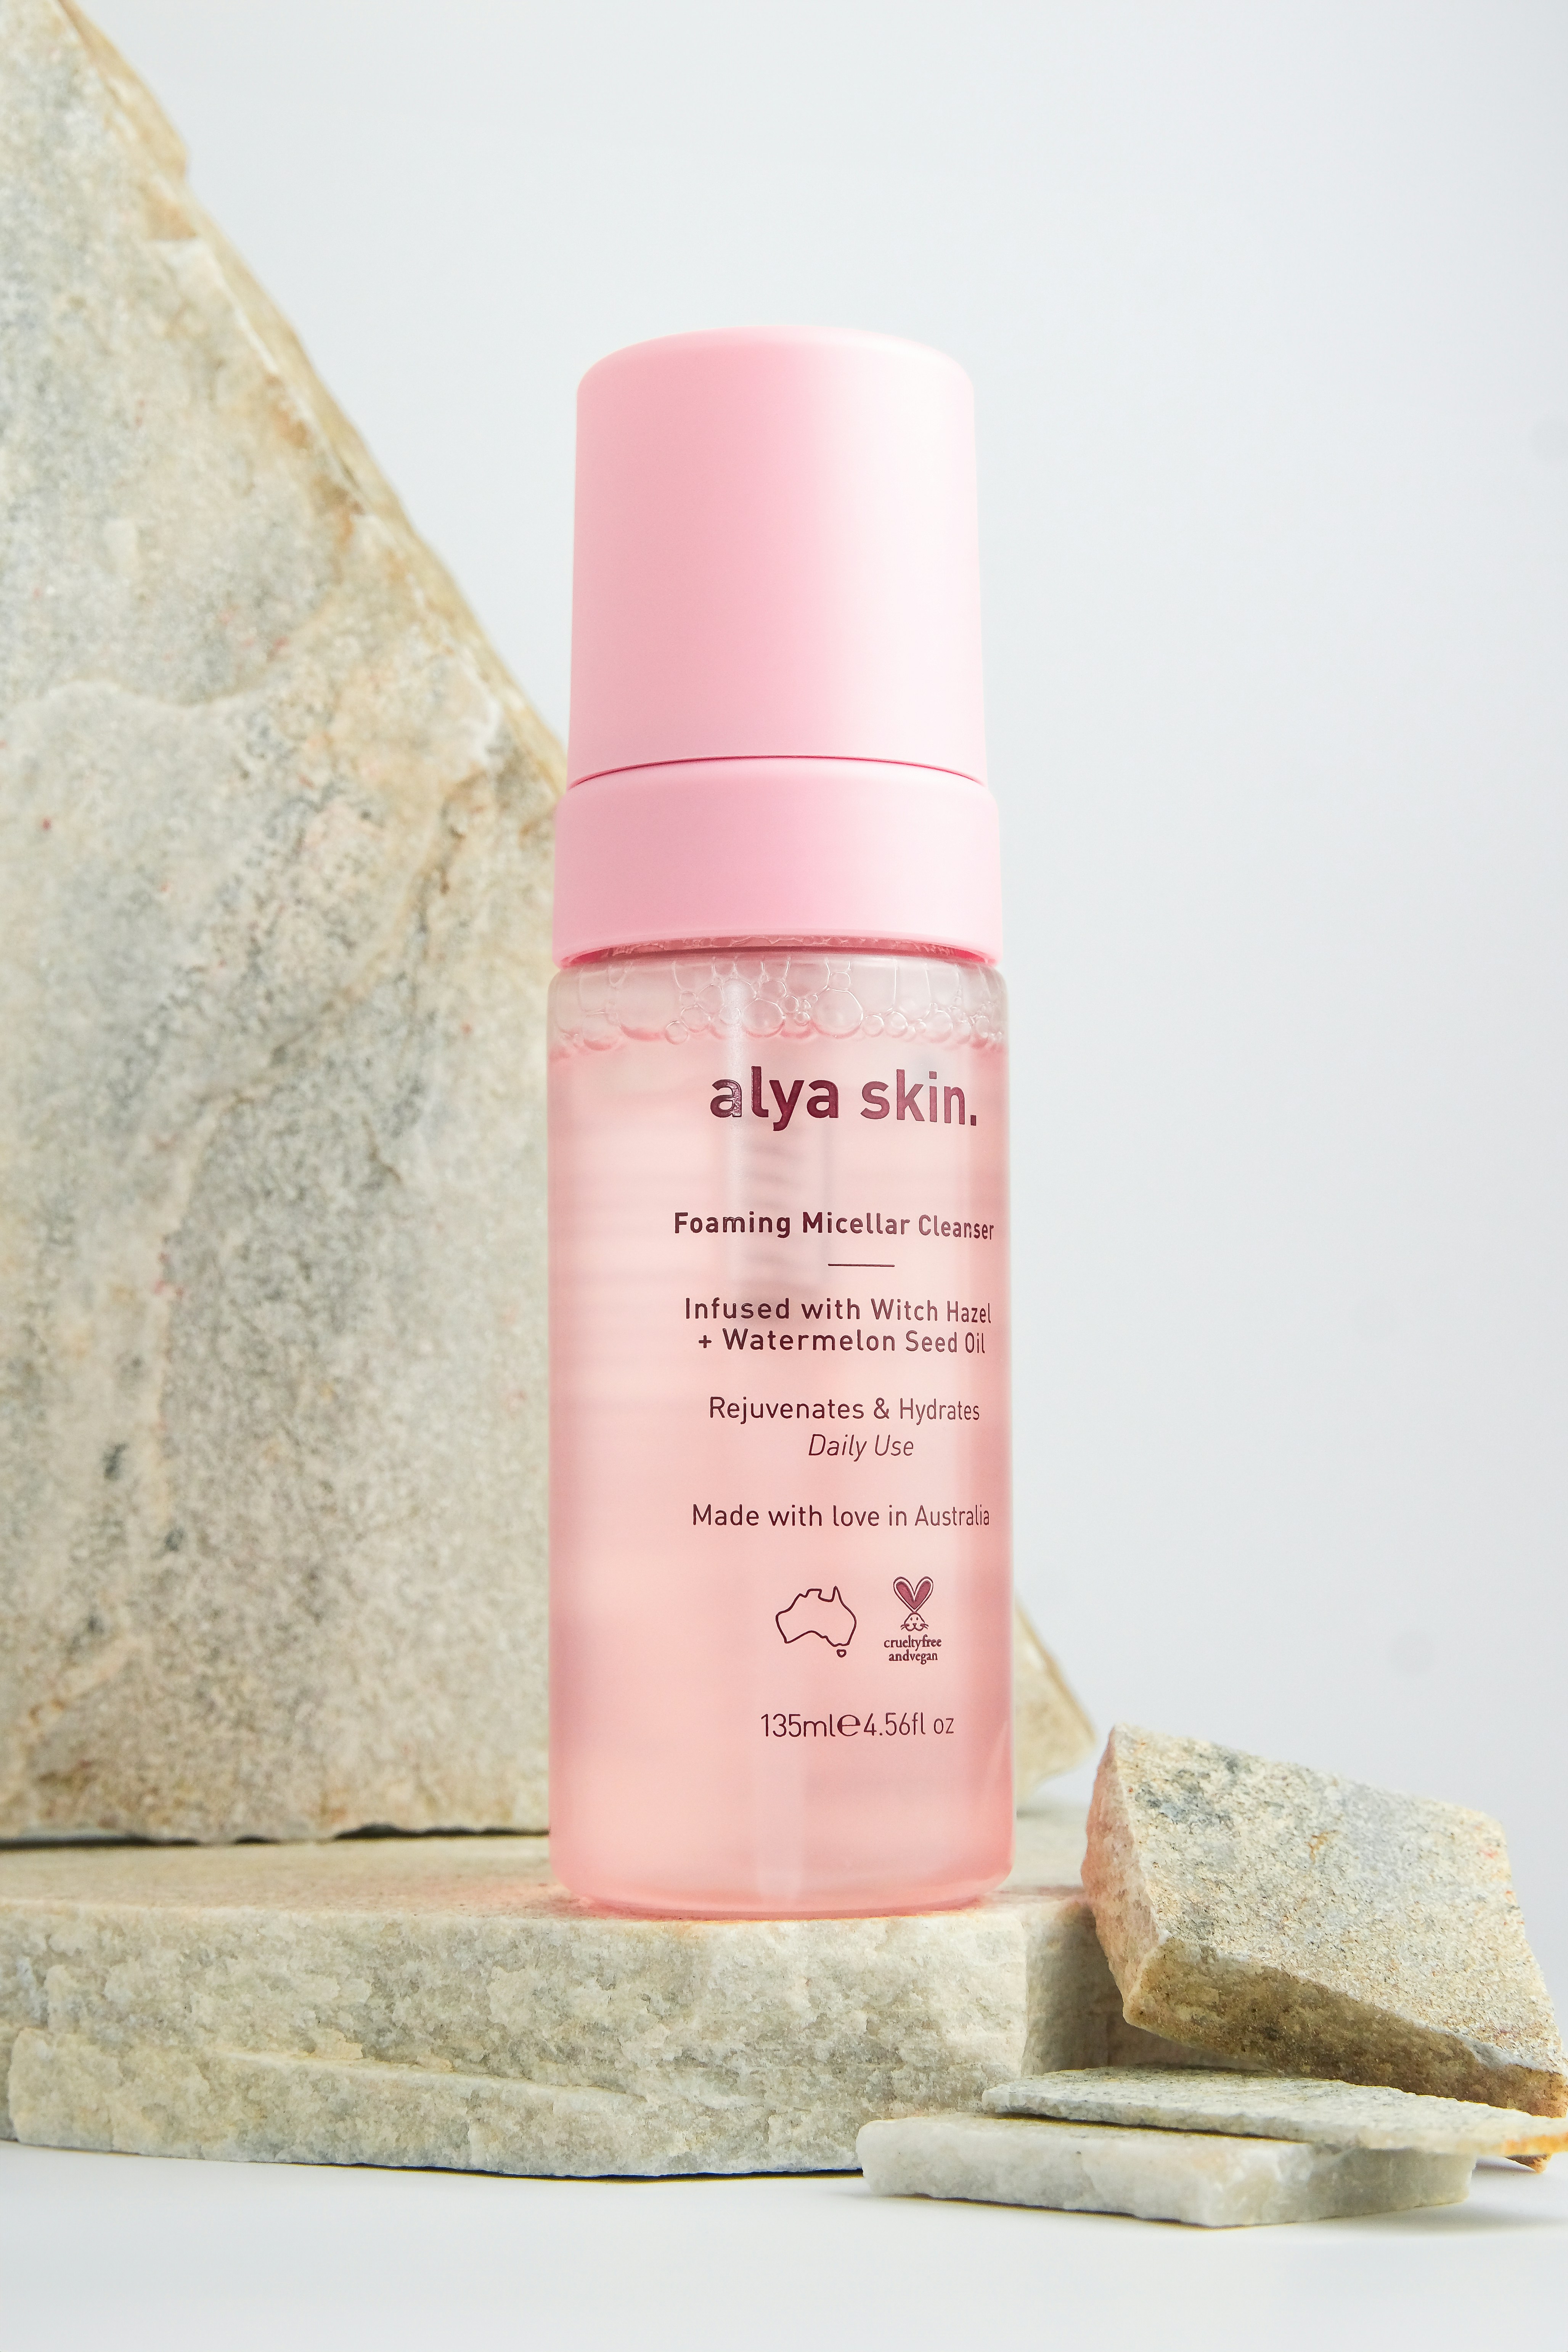 alya skin.
Foaming Micellar Cleanser
Infused with Witch Hazel
+ Watermelon Seed Oil
Rejuvenates & Hydrates
Daily Use
Made with love in Australia
crueltyfree
andvegan
135ml℮4.56fl oz